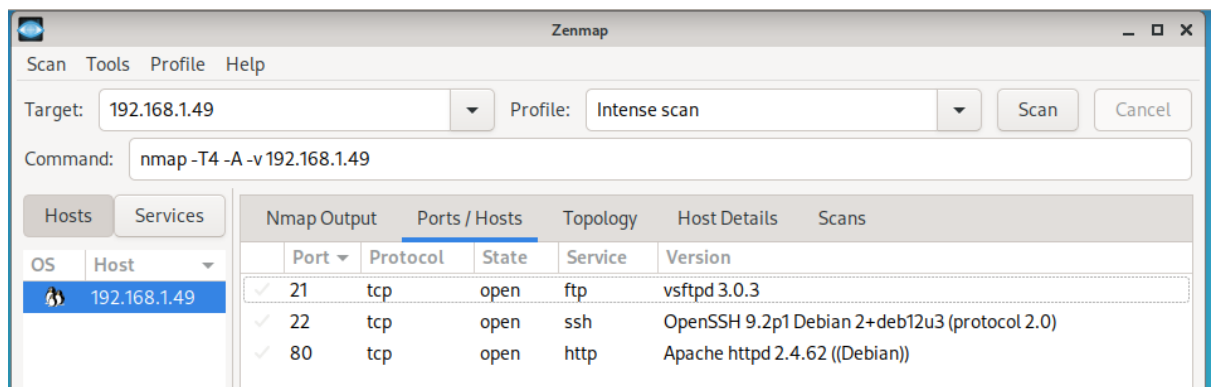 Zenmap
Scan Tools Profile Help
Target: 192.168.1.49 Profile: Intense scan Scan Cancel
Command: nmap -T4 -A -v 192.168.1.49
Hosts Services Nmap Output Ports / Hosts Topology Host Details Scans
OS Host Port Protocol State Service Version
192.168.1.49 21 tcp open ftp vsftpd 3.0.3
22 tcp open ssh OpenSSH 9.2p1 Debian 2+deb12u3 (protocol 2.0)
80 tcp open http Apache httpd 2.4.62 ((Debian))